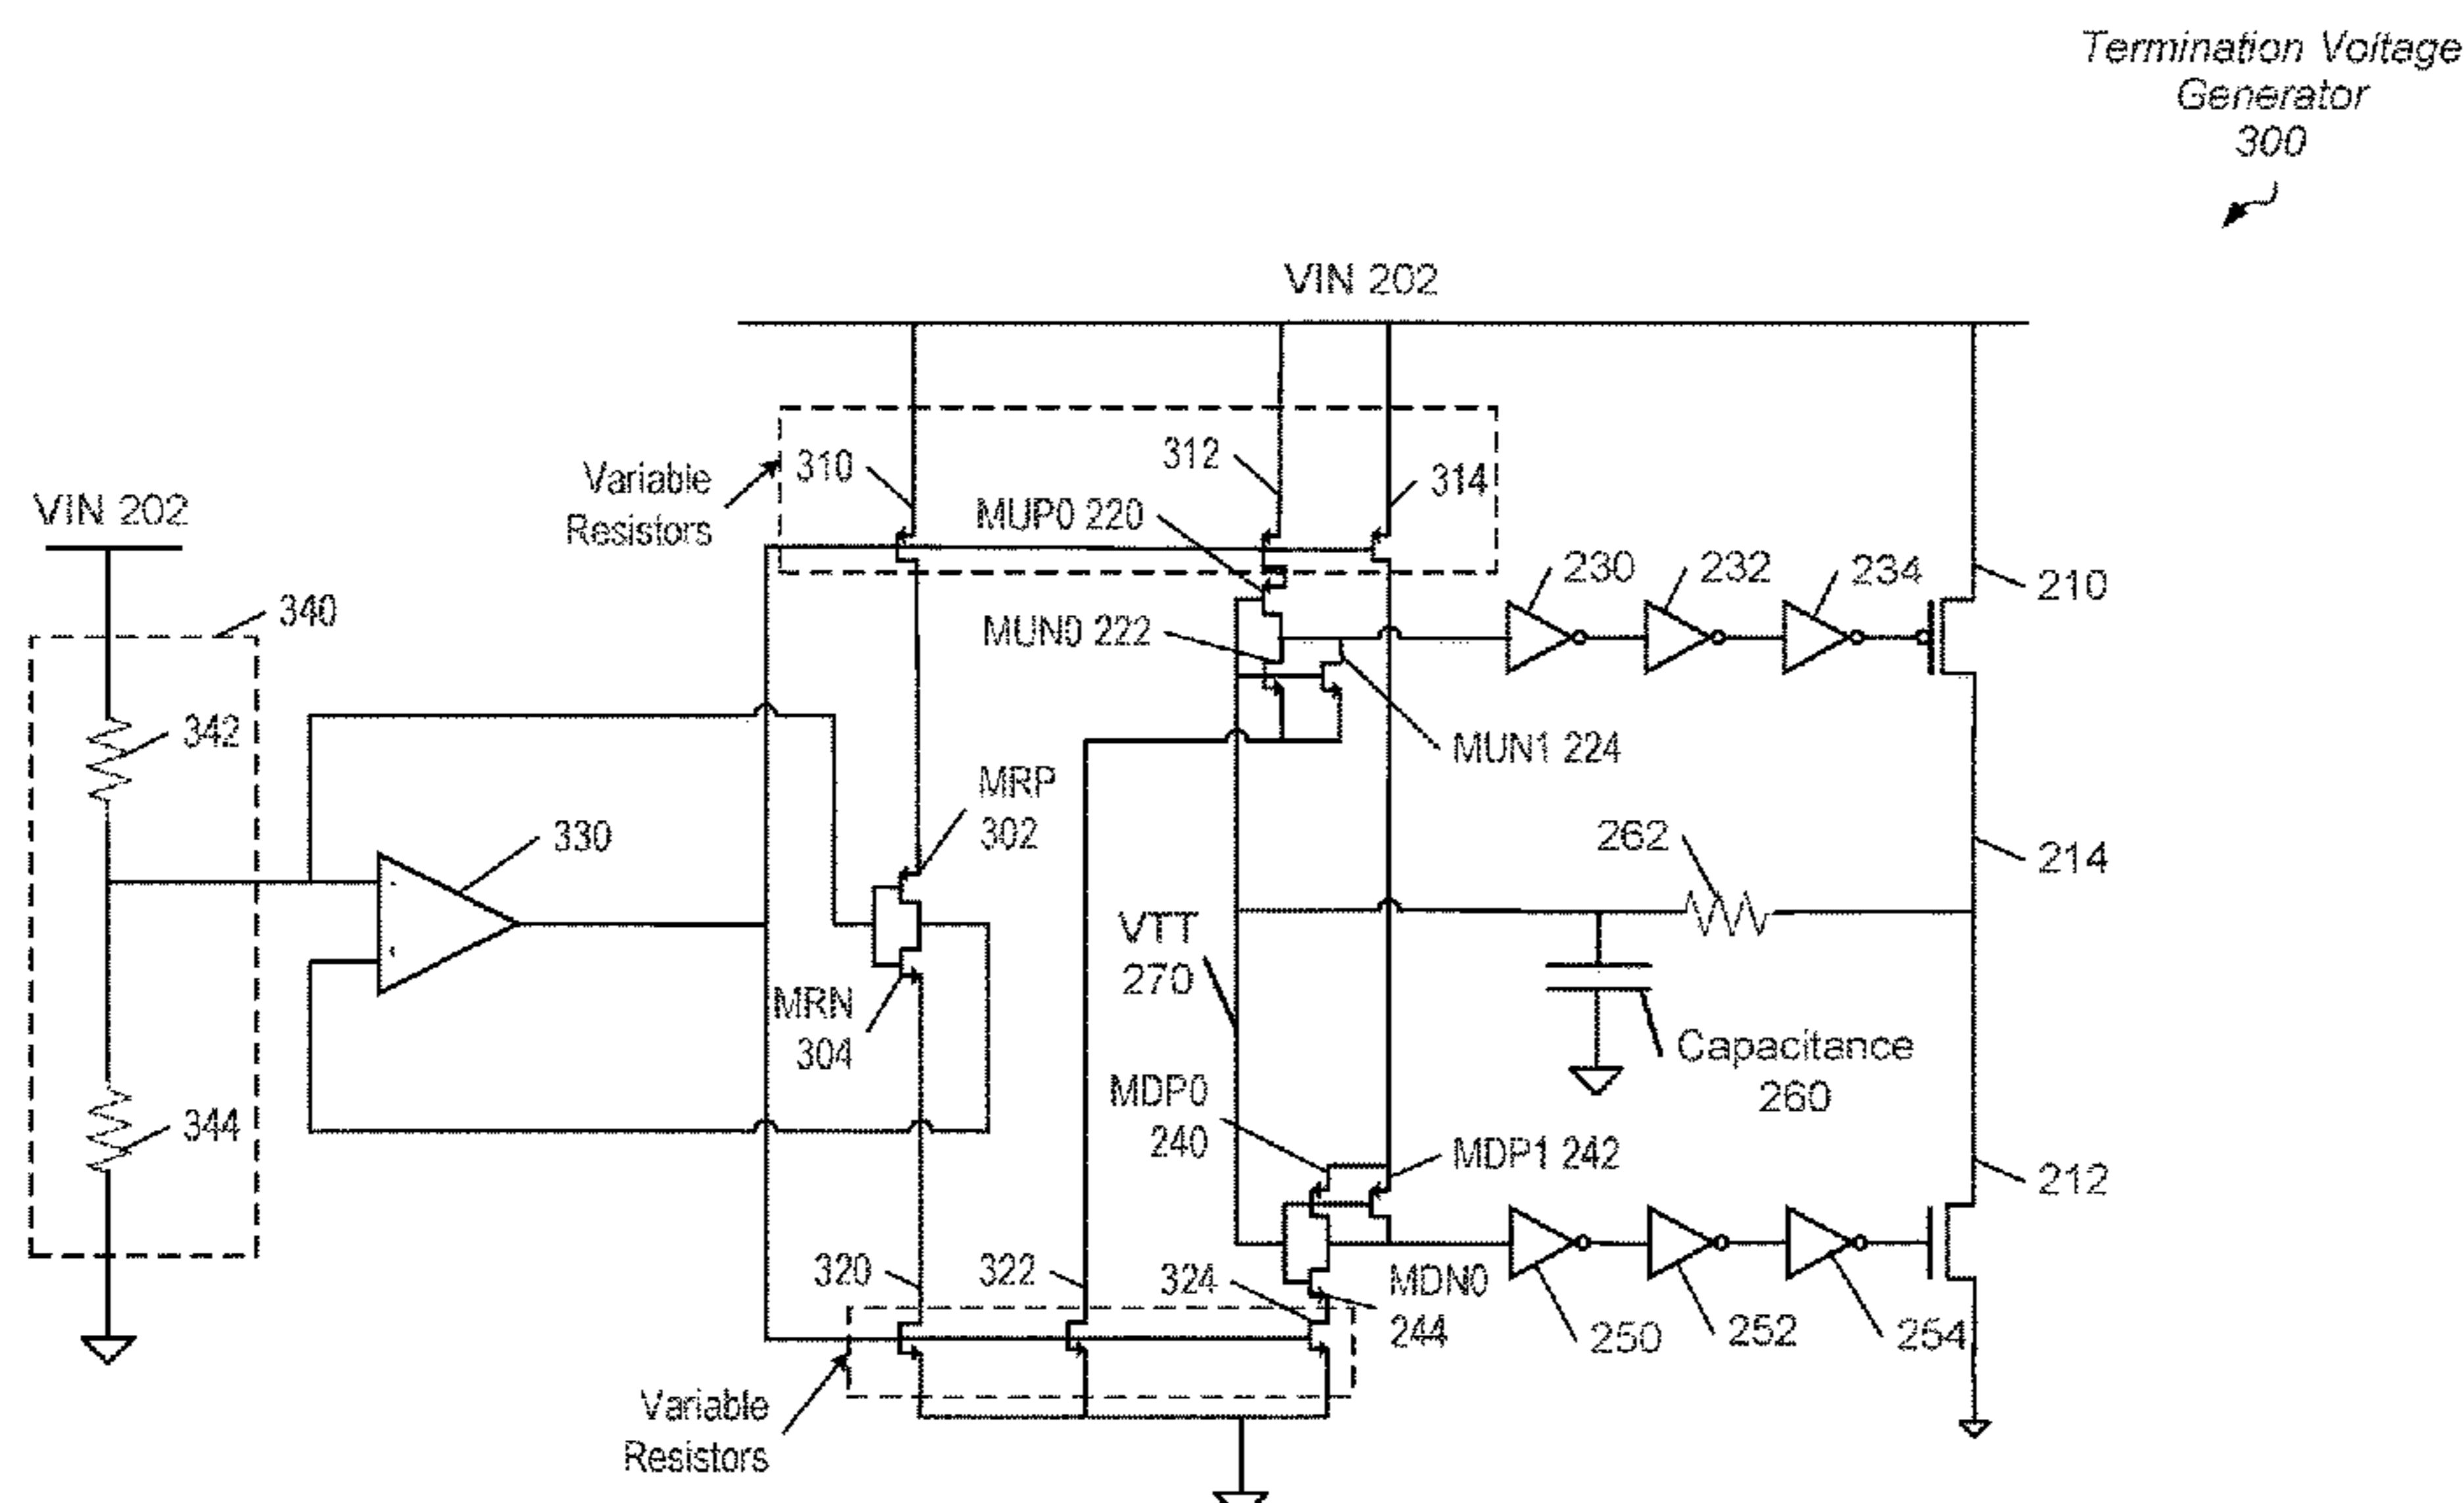 Termination Voltage
Generator
300
VIN 202
Variable
Resistors
310
312
314
MUP0 220
MUN0 222
MUN1 224
230
232
234
210
VIN 202
340
342
344
330
MRP
302
MRN
304
262
214
VTT
270
Capacitance
260
MDP0
240
MDP1 242
212
320
322
324
MDN0
244
250
252
254
Variable
Resistors